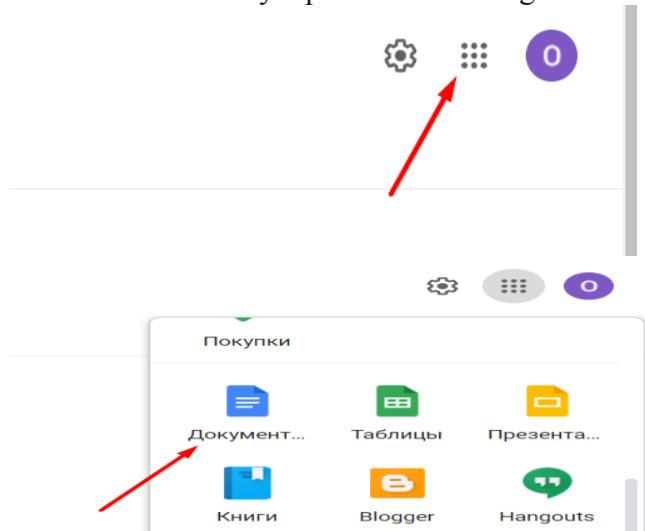 O
O
Покупки
Документ... Таблицы Презента...
Книги Blogger Hangouts